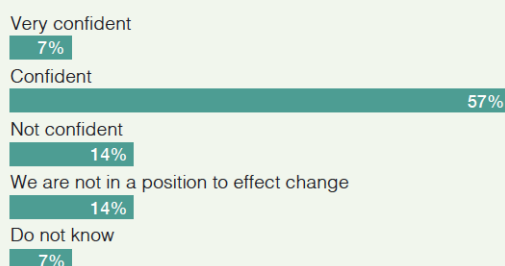 Very confident
7%
Confident
57%
Not confident
14%
We are not in a position to effect change
14%
Do not know
7%